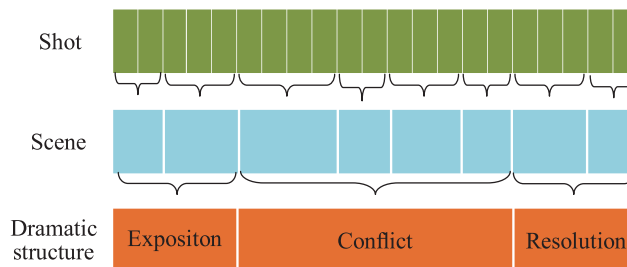 Shot
Scene
Dramatic
structure
Expositon
Conflict
Resolution